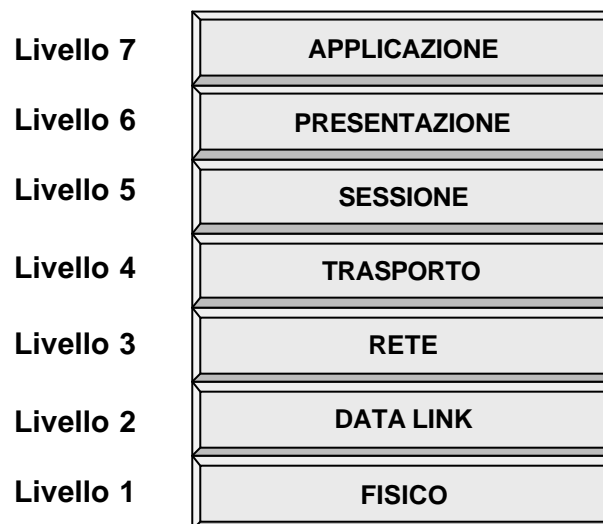 Livello 7 APPLICAZIONE
Livello 6 PRESENTAZIONE
Livello 5 SESSIONE
Livello 4 TRASPORTO
Livello 3 RETE
Livello 2 DATA LINK
Livello 1 FISICO